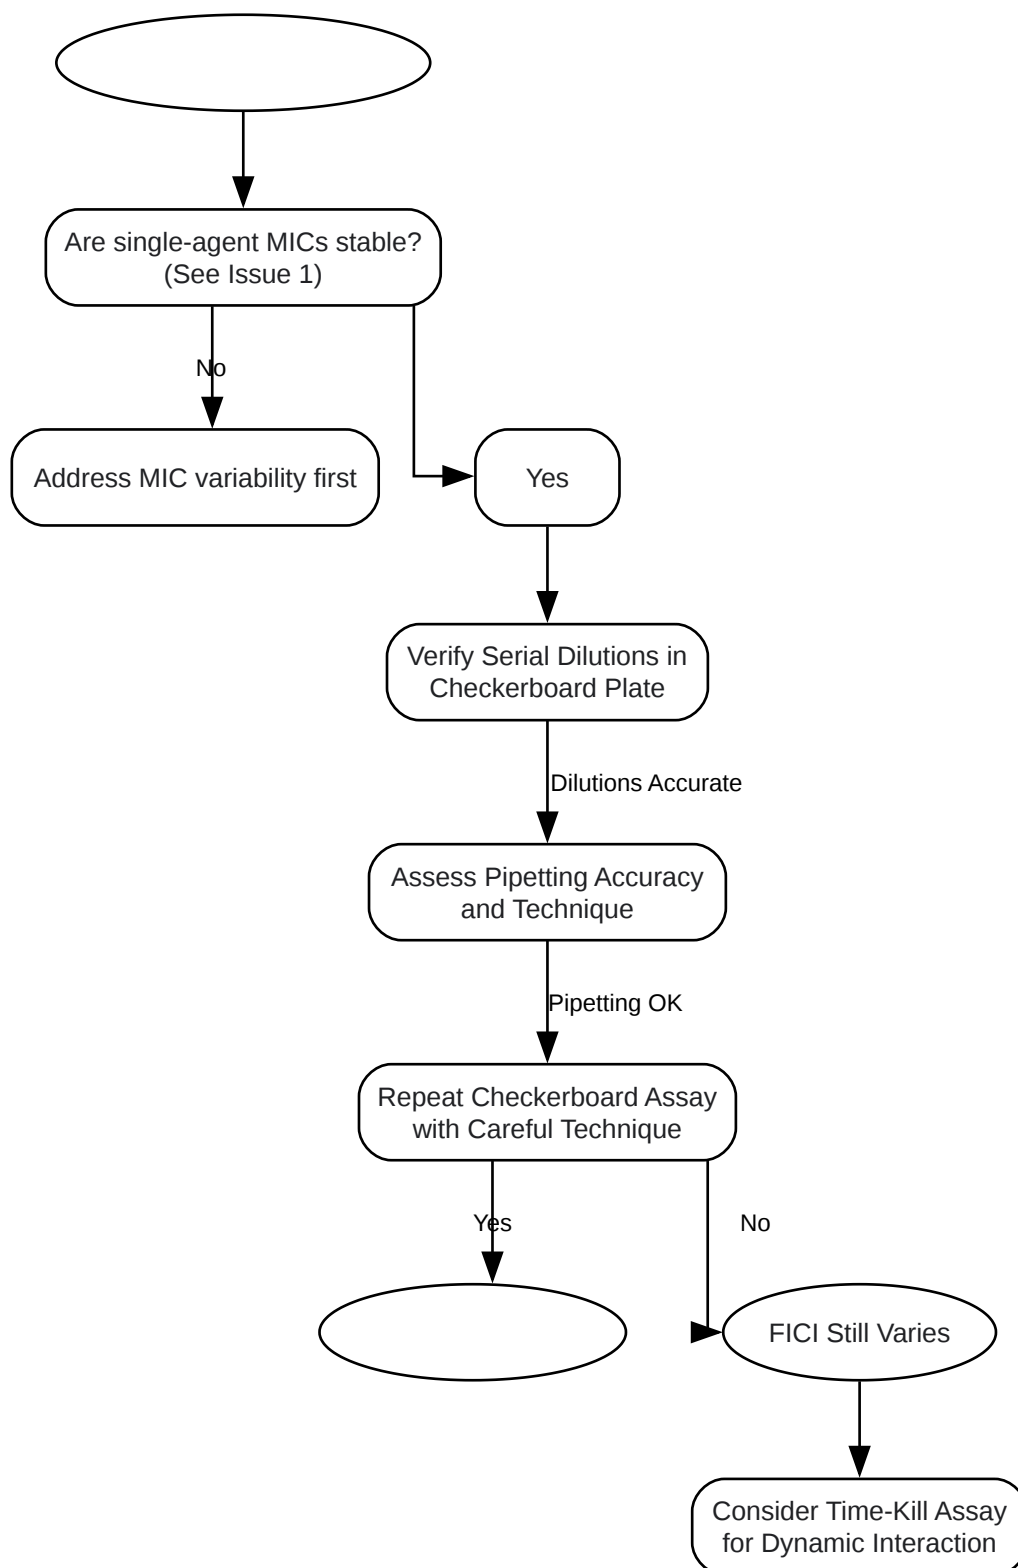 Are single-agent MICs stable?
(See Issue 1)
No
Address MIC variability first
Yes
Verify Serial Dilutions in
Checkerboard Plate
Dilutions Accurate
Assess Pipetting Accuracy
and Technique
Pipetting OK
Repeat Checkerboard Assay
with Careful Technique
Yes
No
FICI Still Varies
Consider Time-Kill Assay
for Dynamic Interaction